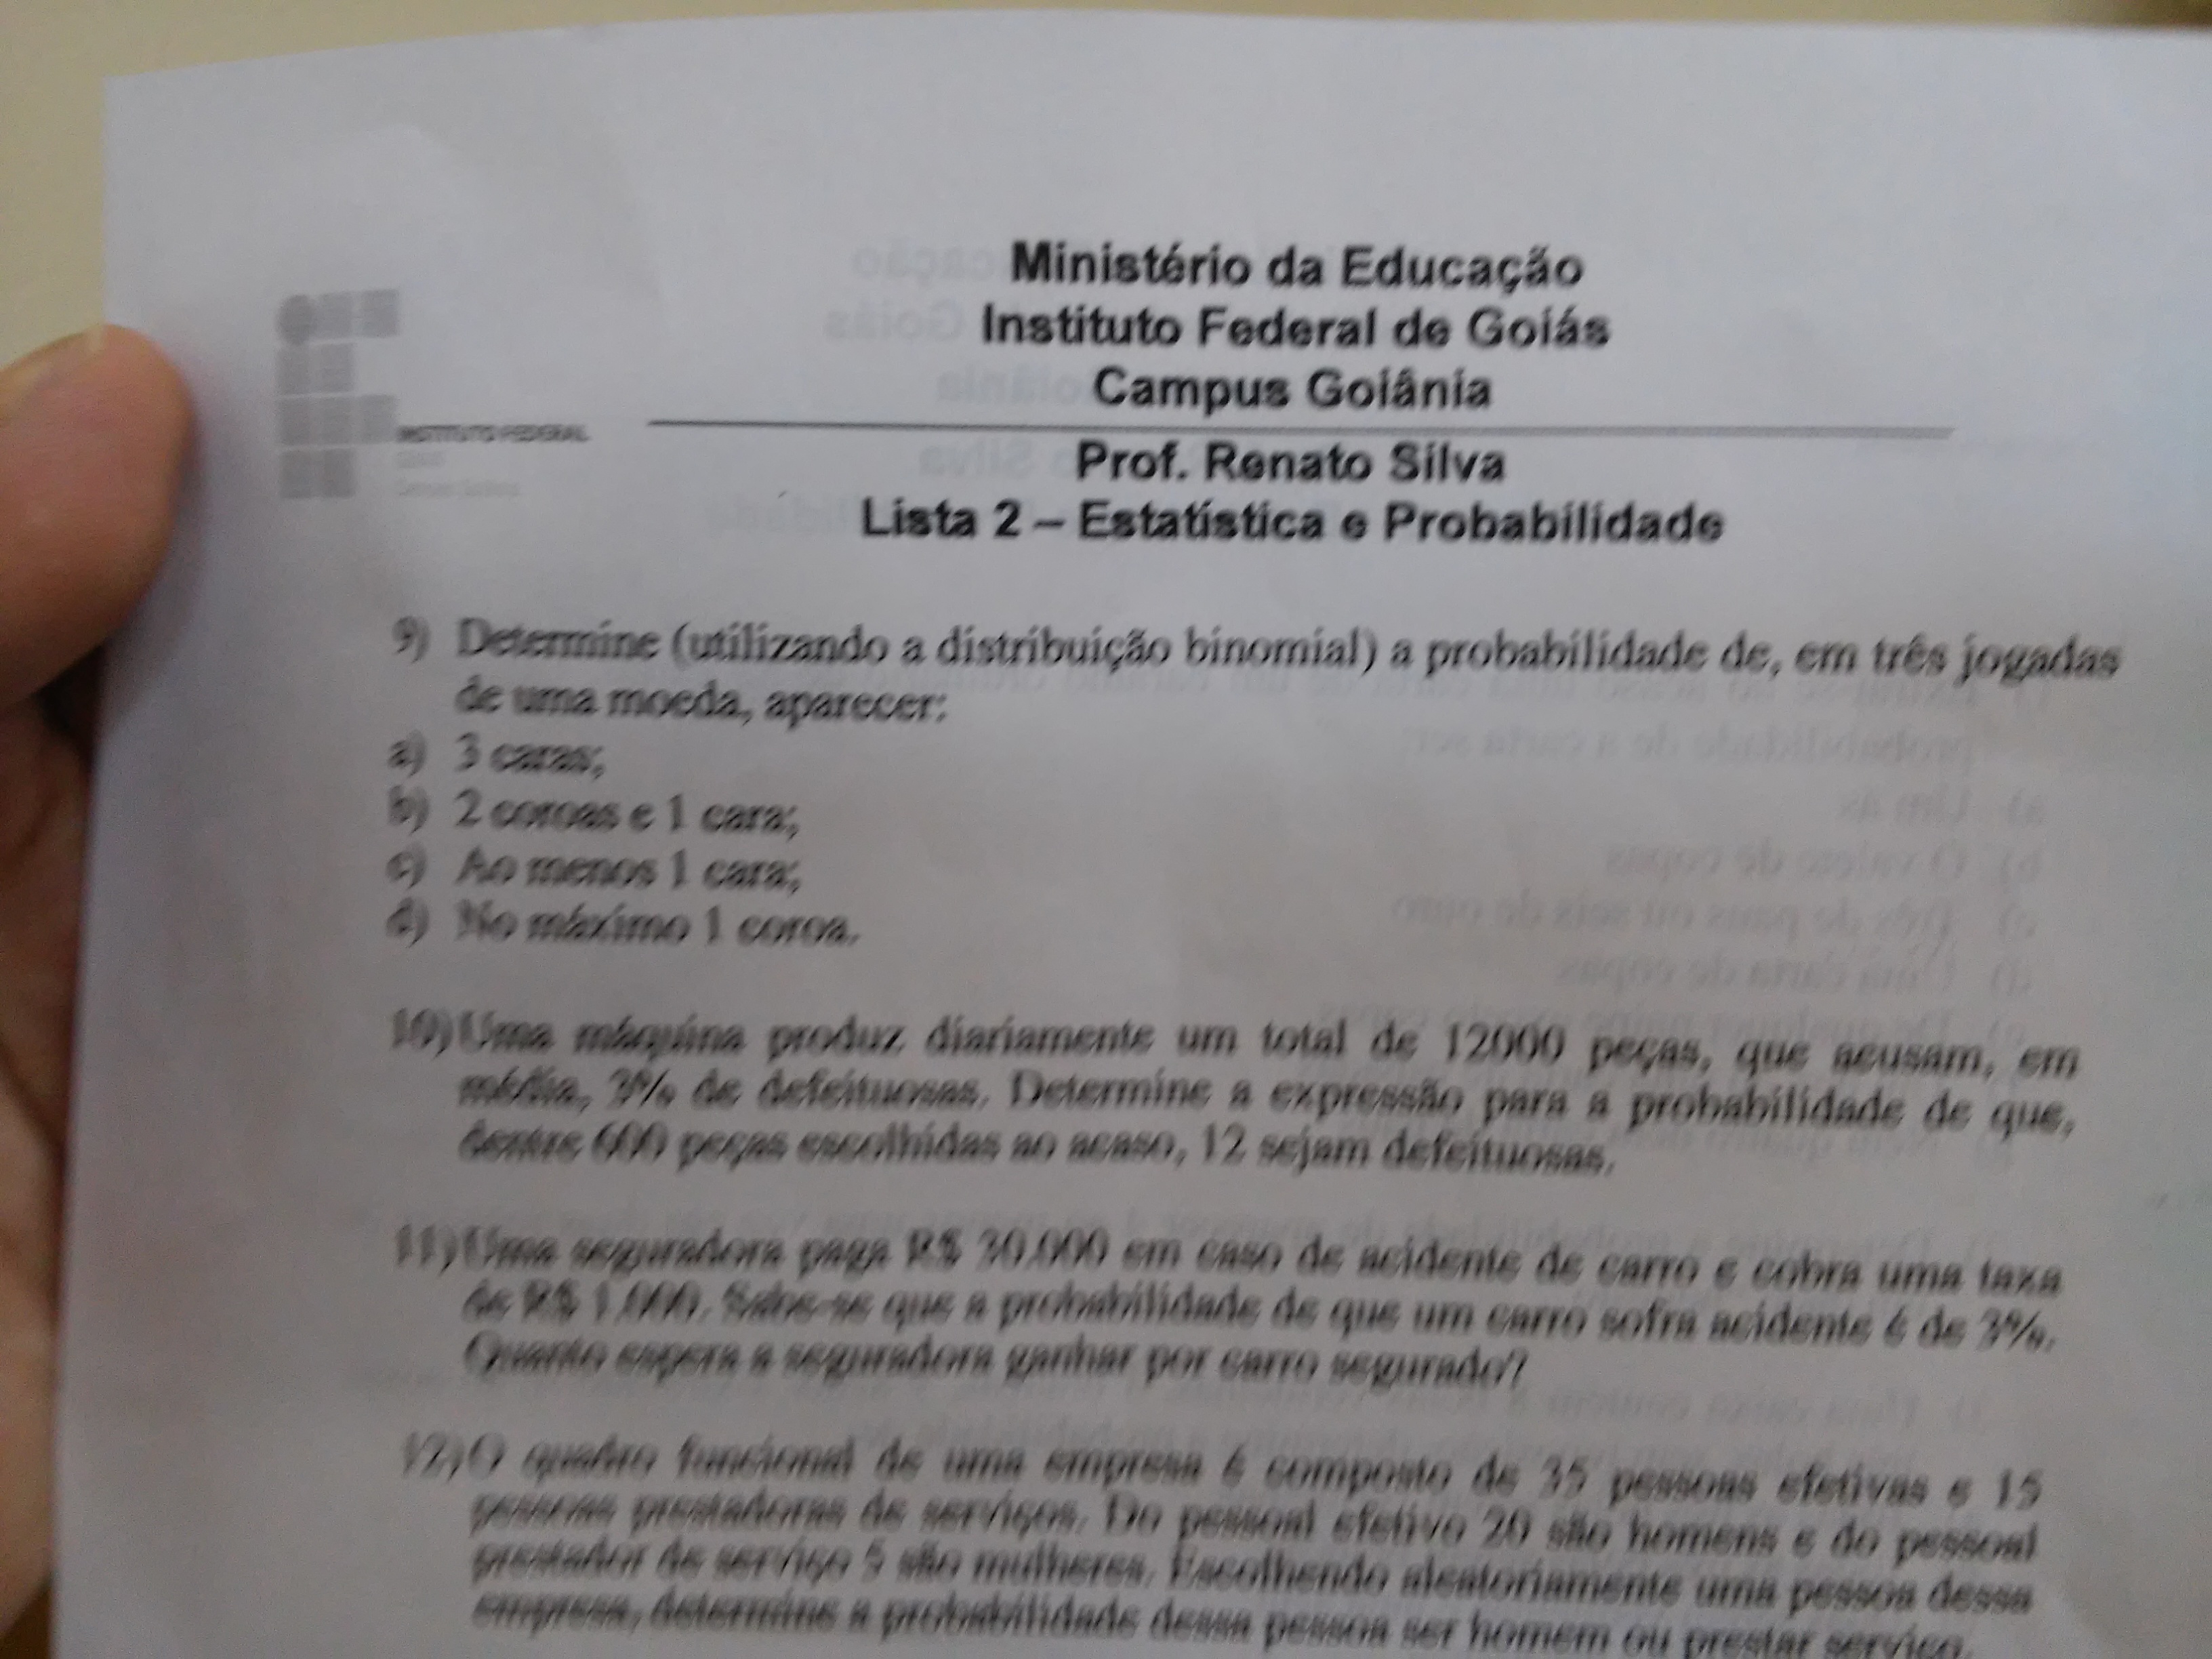 Ministério da Educação
Instituto Federal de Goiás
Campus Goiânia
INSTITUTO FEDERAL
Prof. Renato Silva
Lista 2 – Estatística e Probabilidade
9) Determine (utilizando a distribuição binomial) a probabilidade de, em três jogadas
de uma moeda, aparecer:
a) 3 caras;
b) 2 coroas e 1 cara;
c) Ao menos 1 cara;
d) No máximo 1 coroa.
10) Uma máquina produz diariamente um total de 12000 peças, que acusam, em
média, 3% de defeituosas. Determine a expressão para a probabilidade de que,
dentre 600 peças escolhidas ao acaso, 12 sejam defeituosas.
11) Uma seguradora paga R$ 30.000 em caso de acidente de carro e cobra uma taxa
de R$ 1.000. Sabe-se que a probabilidade de que um carro sofra acidente é de 3%.
Quanto espera a seguradora ganhar por carro segurado?
12) O quadro funcional de uma empresa é composto de 35 pessoas efetivas e 15
pessoas prestadoras de serviços. Do pessoal efetivo 20 são homens e do pessoal
prestador de serviço 5 são mulheres. Escolhendo aleatoriamente uma pessoa dessa
empresa, determine a probabilidade dessa pessoa ser homem ou prestar serviço.